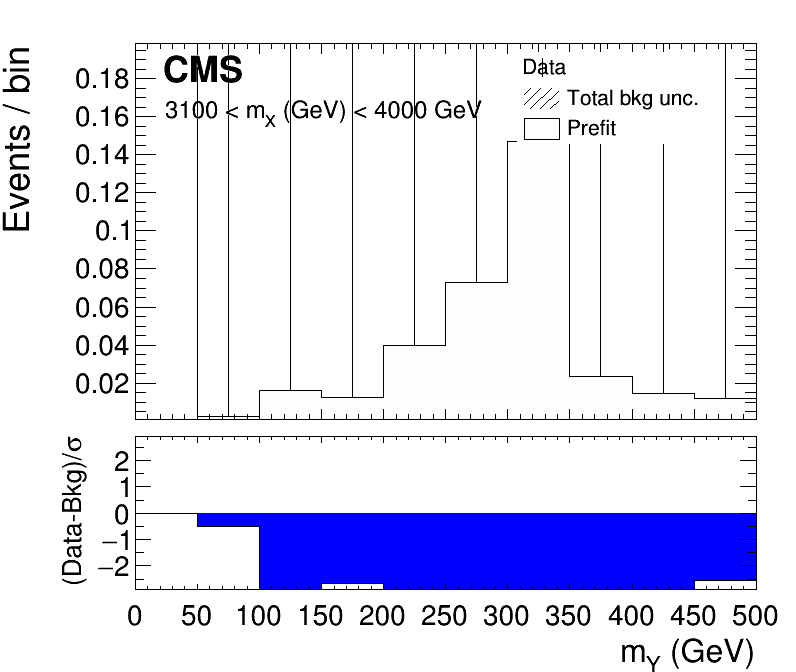 CMS
3100 < mX (GeV) < 4000 GeV
Data
Total bkg unc.
Prefit
Events / bin
0.18
0.16
0.14
0.12
0.1
0.08
0.06
0.04
0.02
(Data-Bkg)/σ
2
1
0
−1
−2
0 50 100 150 200 250 300 350 400 450 500
mY (GeV)